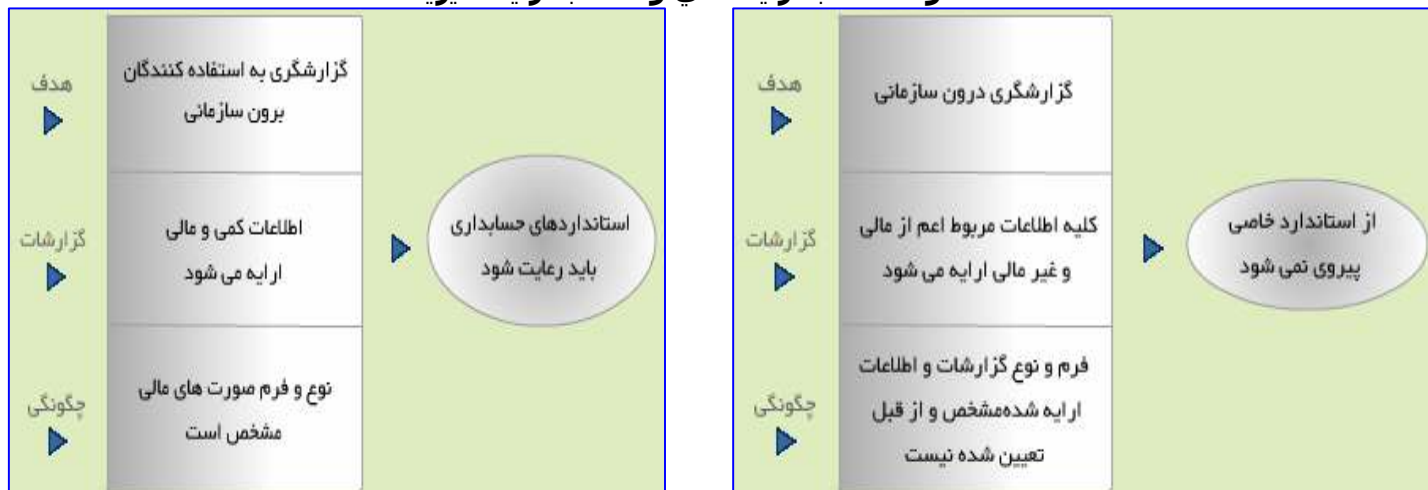 هدف
گزارشگری به استفاده کنندگان
برون سازمانی
گزارشات
اطلاعات کمی و مالی
ارایه می شود
چگونگی
نوع و فرم صورت های مالی
مشخص است
استانداردهای حسابداری
باید رعایت شود
هدف
گزارشگری درون سازمانی
گزارشات
کلیه اطلاعات مربوط اعم از مالی
و غیر مالی ارایه می شود
چگونگی
فرم و نوع گزارشات و اطلاعات
ارایه شدهمشخص و از قبل
تعیین شده نیست
از استاندارد خاصی
پیروی نمی شود